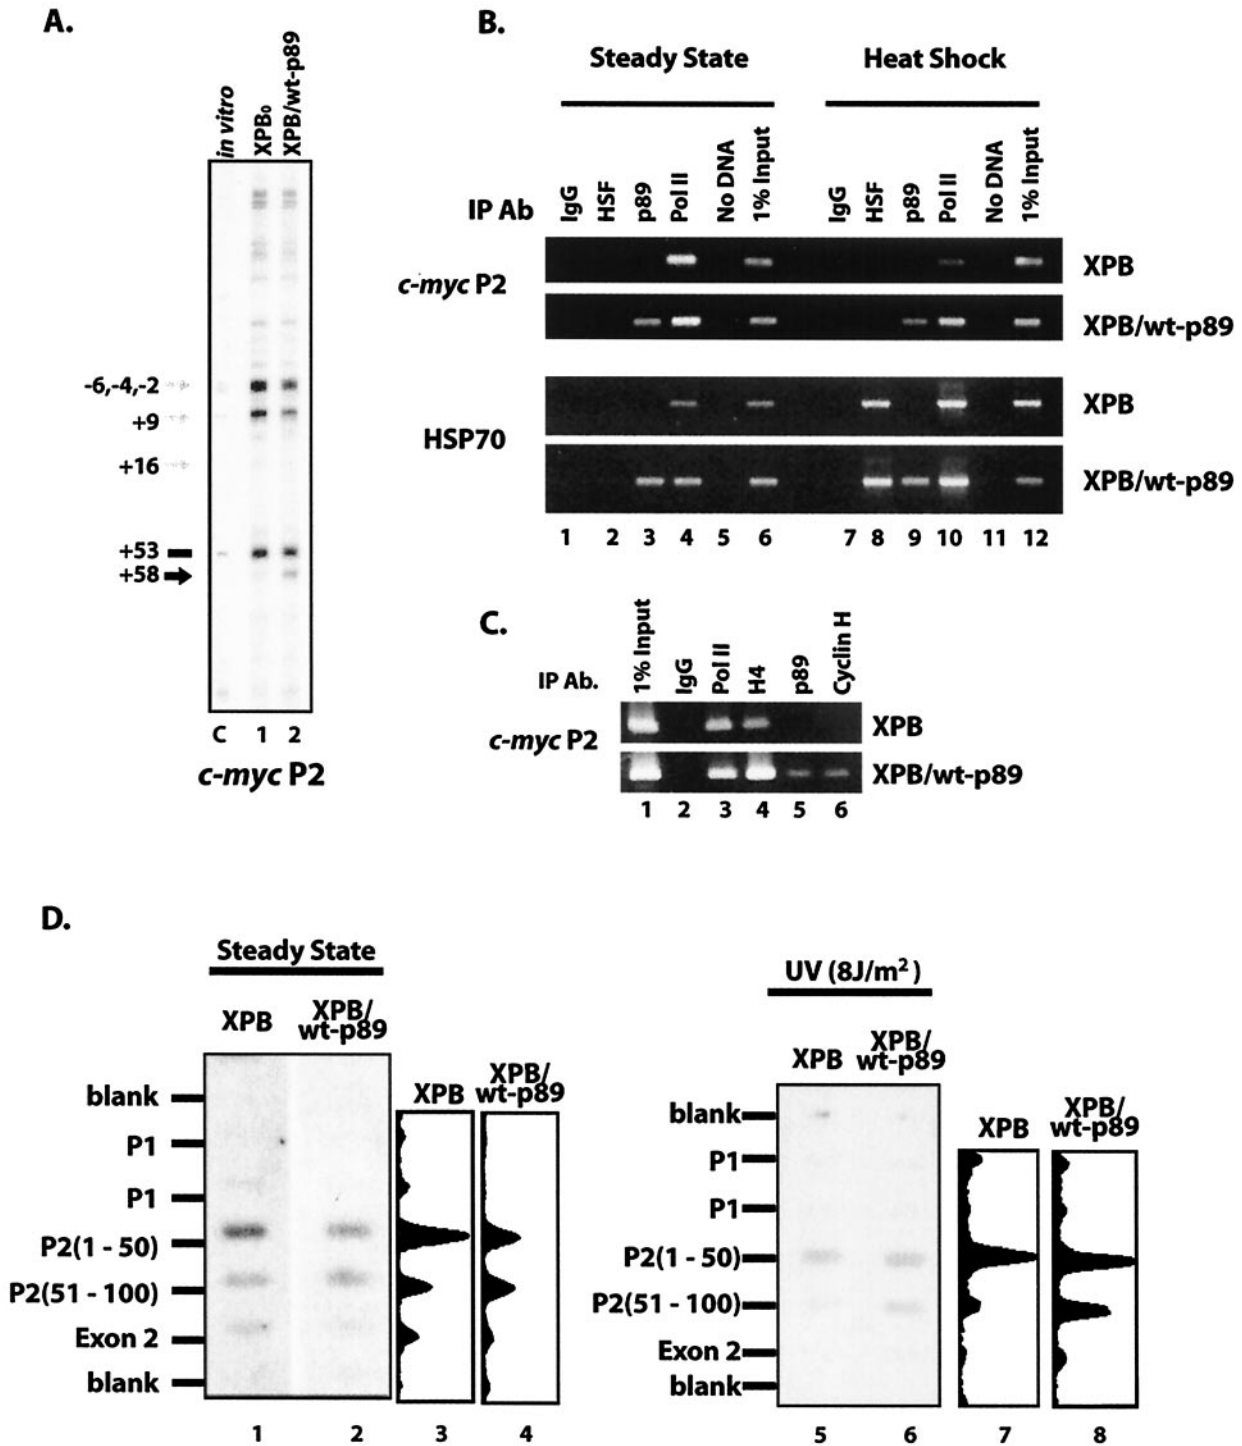 A.
in vitro
XPB₀
XPB/wt-p89
-6,-4,-2
+9
+16
+53
+58
C 1 2
c-myc P2
B.
Steady State Heat Shock
IP Ab IgG HSF p89 Pol II No DNA 1% Input IgG HSF p89 Pol II No DNA 1% Input
c-myc P2
XPB
XPB/wt-p89
HSP70
XPB
XPB/wt-p89
1 2 3 4 5 6 7 8 9 10 11 12
C.
IP Ab. 1% Input IgG Pol II H4 p89 Cyclin H
c-myc P2
XPB
XPB/wt-p89
1 2 3 4 5 6
D.
Steady State
XPB XPB/
wt-p89
XPB XPB/
wt-p89
blank
P1
P1
P2(1 - 50)
P2(51 - 100)
Exon 2
blank
1 2 3 4
UV (8J/m²)
XPB XPB/
wt-p89
XPB XPB/
wt-p89
blank
P1
P1
P2(1 - 50)
P2(51 - 100)
Exon 2
blank
5 6 7 8